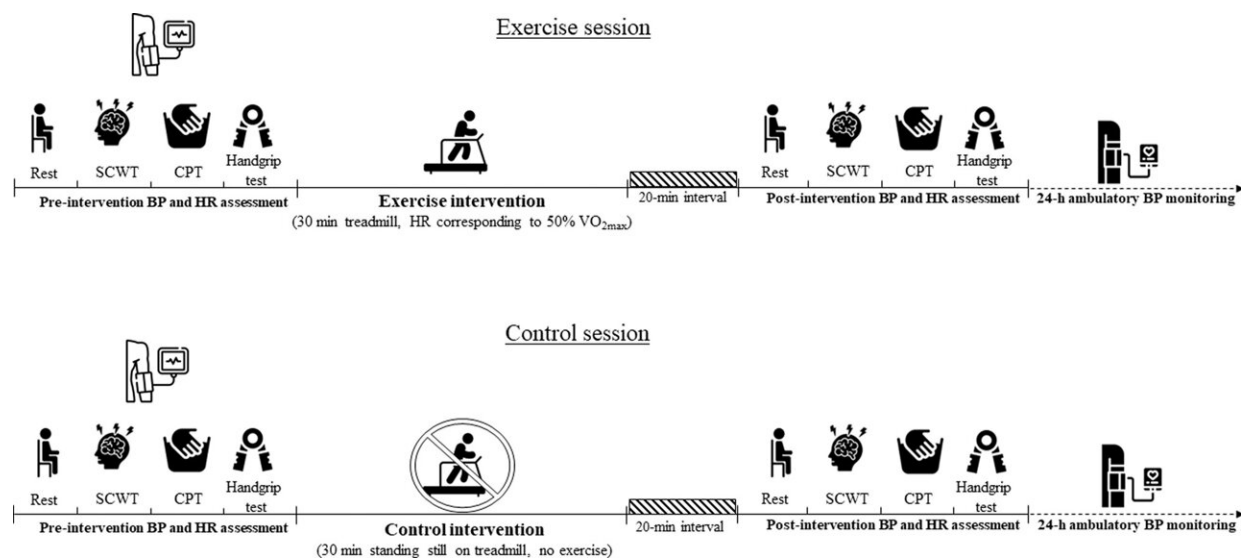 Exercise session
Rest SCWT CPT Handgrip test
Rest SCWT CPT Handgrip test
Pre-intervention BP and HR assessment
Exercise intervention
(30 min treadmill, HR corresponding to 50% VO2max)
20-min interval
Post-intervention BP and HR assessment
24-h ambulatory BP monitoring
Control session
Rest SCWT CPT Handgrip test
Rest SCWT CPT Handgrip test
Pre-intervention BP and HR assessment
Control intervention
(30 min standing still on treadmill, no exercise)
20-min interval
Post-intervention BP and HR assessment
24-h ambulatory BP monitoring